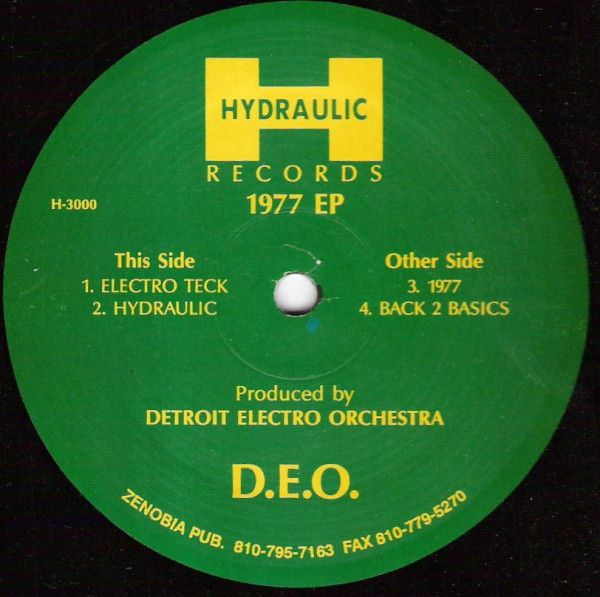 HYDRAULIC
RECORDS
1977 EP
H-3000
This Side
1. ELECTRO TECK
2. HYDRAULIC
Other Side
3. 1977
4. BACK 2 BASICS
Produced by
DETROIT ELECTRO ORCHESTRA
D.E.O.
ZENOBIA PUB. 810-795-7163 FAX 810-779-5270